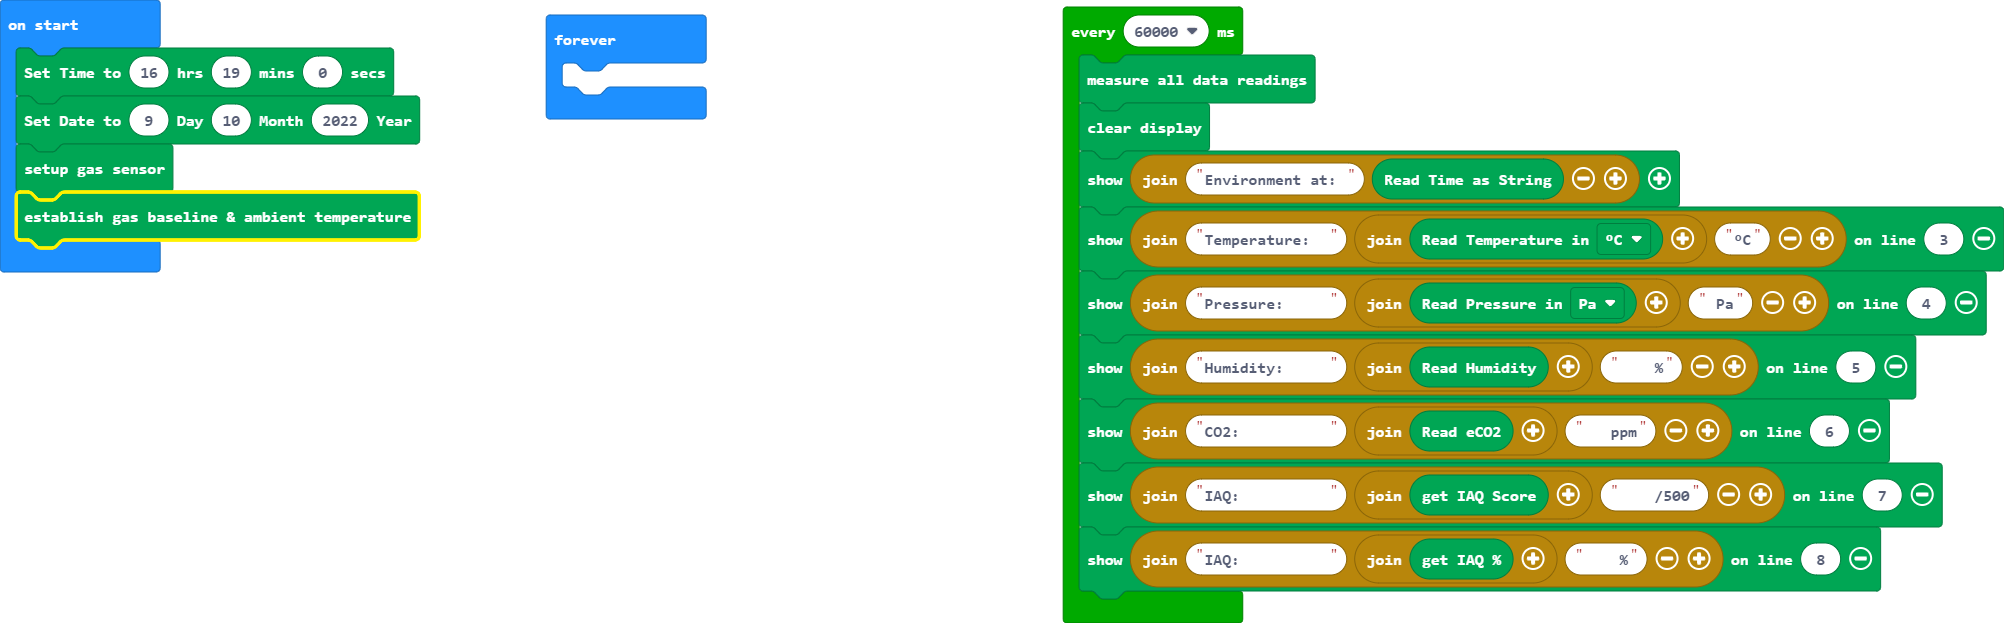 on start
Set Time to 16 hrs 19 mins 0 secs
Set Date to 9 Day 10 Month 2022 Year
setup gas sensor
establish gas baseline & ambient temperature
forever
every 60000 ms
measure all data readings
clear display
show join "Environment at: " Read Time as String
show join "Temperature: " join Read Temperature in ºC "ºC" on line 3
show join "Pressure: " join Read Pressure in Pa " Pa" on line 4
show join "Humidity: " join Read Humidity " %" on line 5
show join "CO2: " join Read eCO2 " ppm" on line 6
show join "IAQ: " join get IAQ Score " /500" on line 7
show join "IAQ: " join get IAQ % " %" on line 8